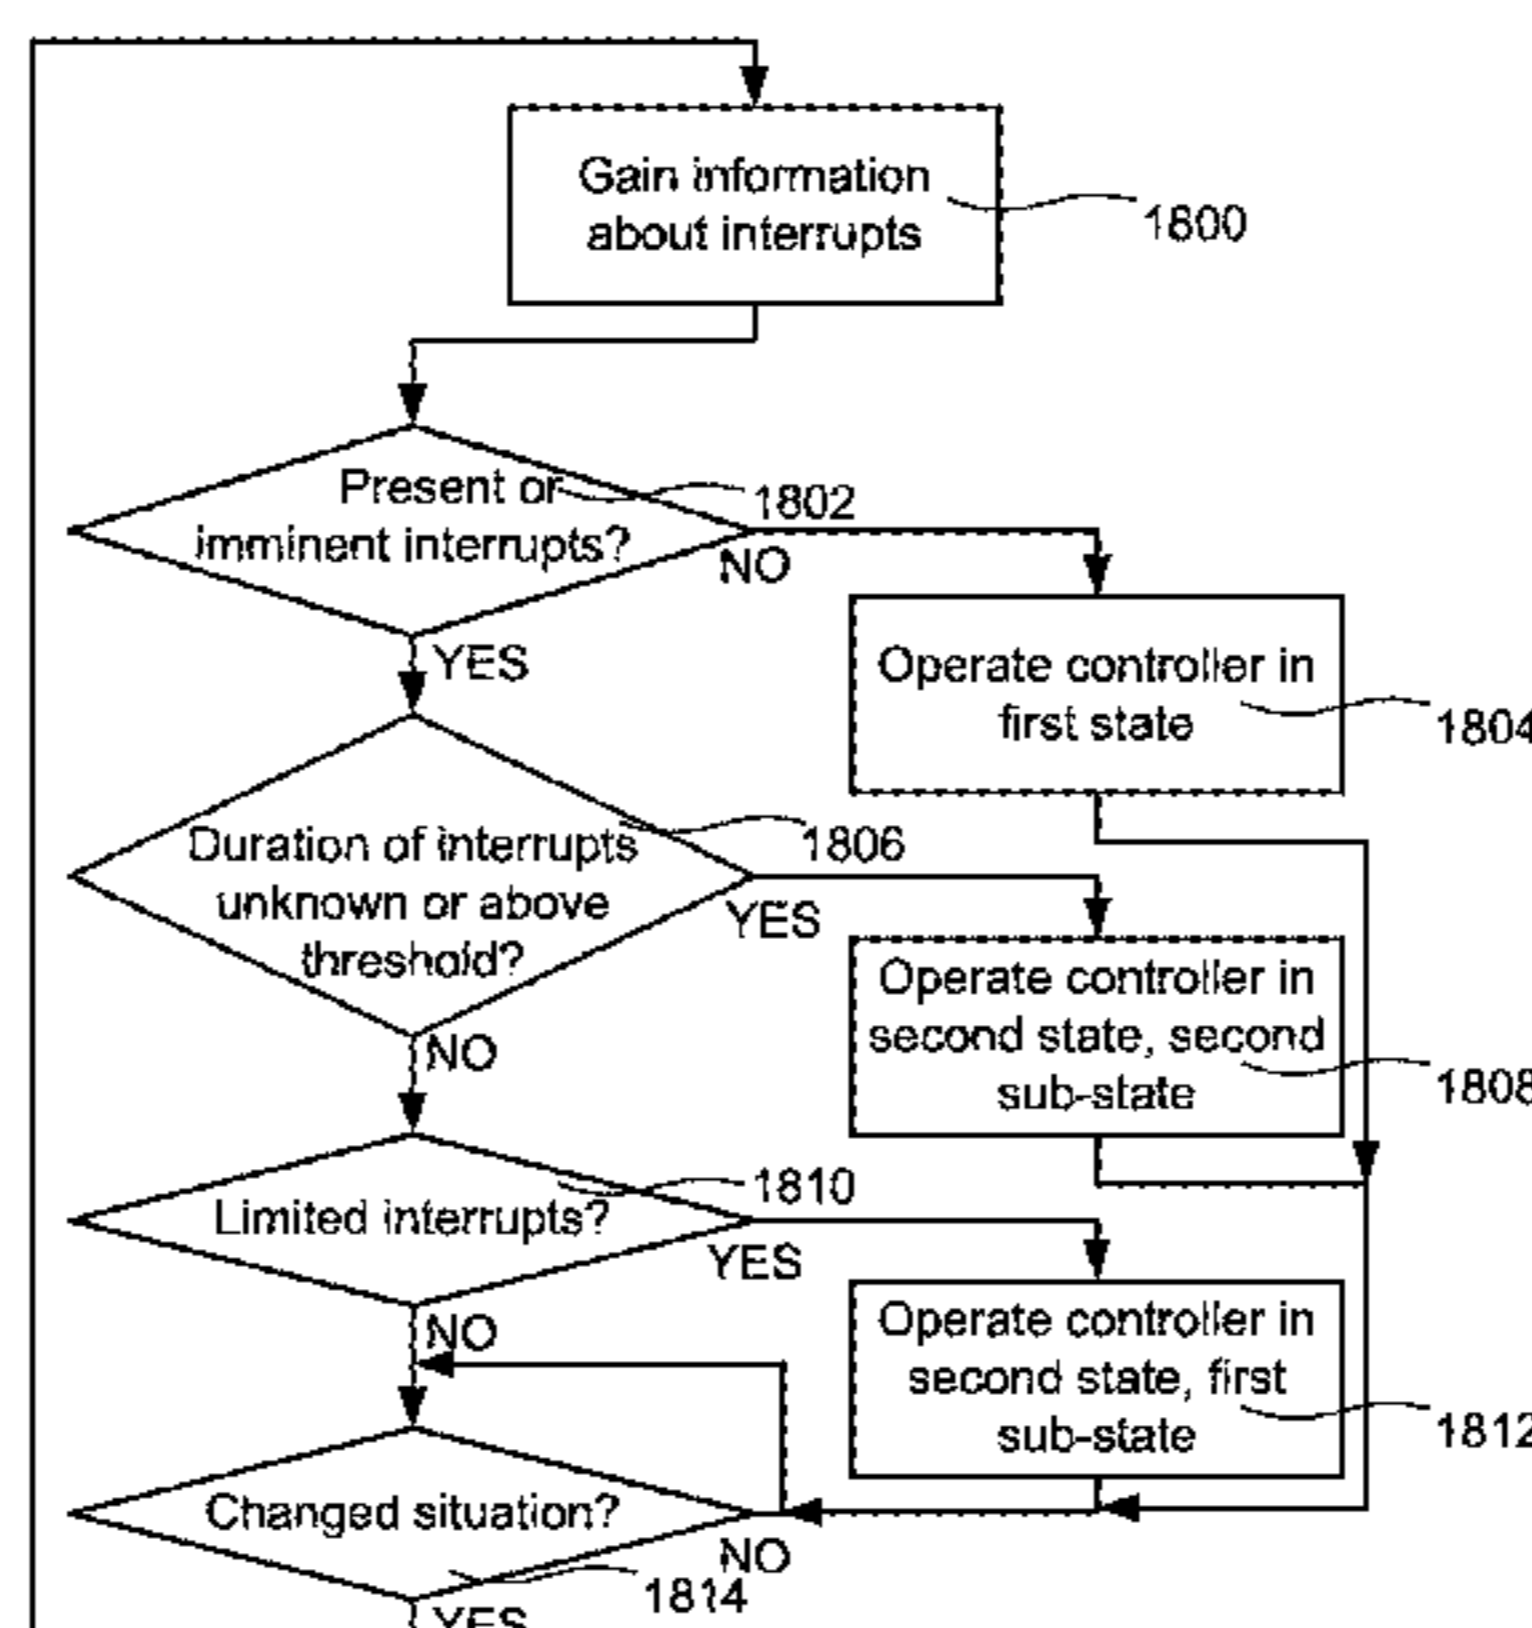 Gain information
about interrupts
1800
Present or
imminent interrupts?
1802
NO
YES
Operate controller in
first state
1804
Duration of interrupts
unknown or above
threshold?
1806
YES
NO
Operate controller in
second state, second
sub-state
1808
Limited interrupts?
1810
YES
NO
Operate controller in
second state, first
sub-state
1812
Changed situation?
NO
1814
YES